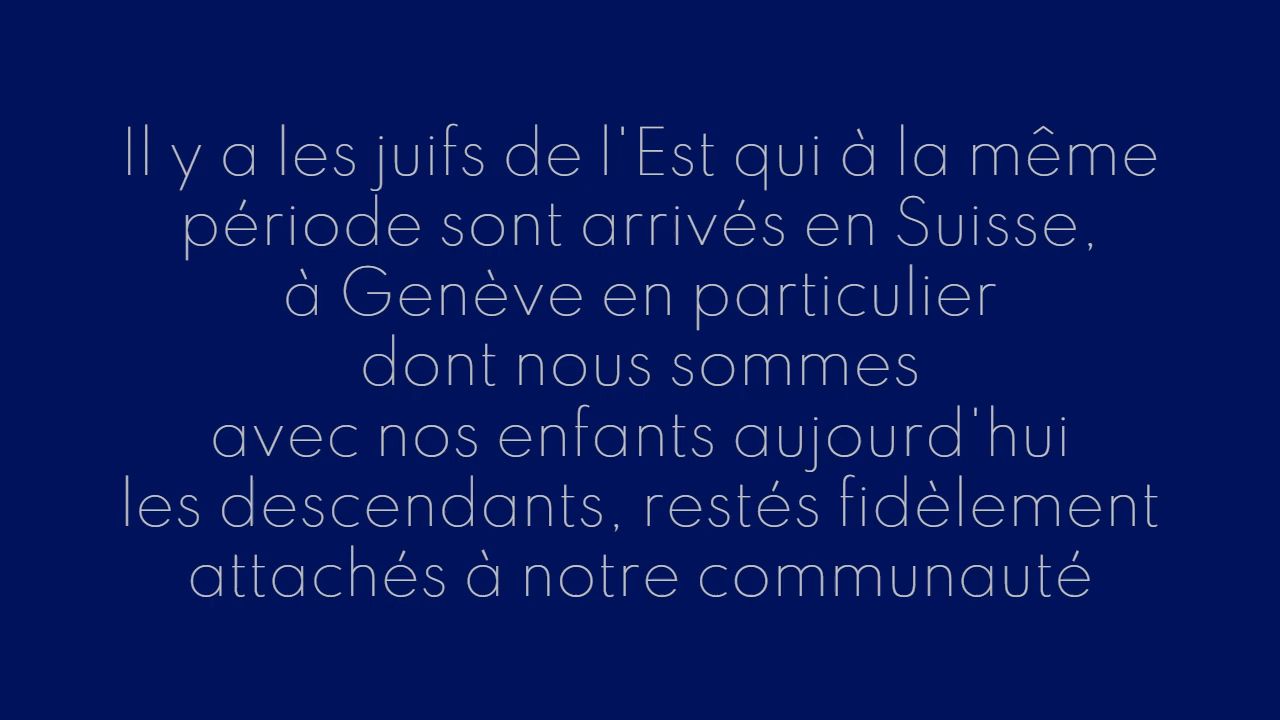 Il y a les juifs de l'Est qui à la même
période sont arrivés en Suisse,
à Genève en particulier
dont nous sommes
avec nos enfants aujourd'hui
les descendants, restés fidèlement
attachés à notre communauté